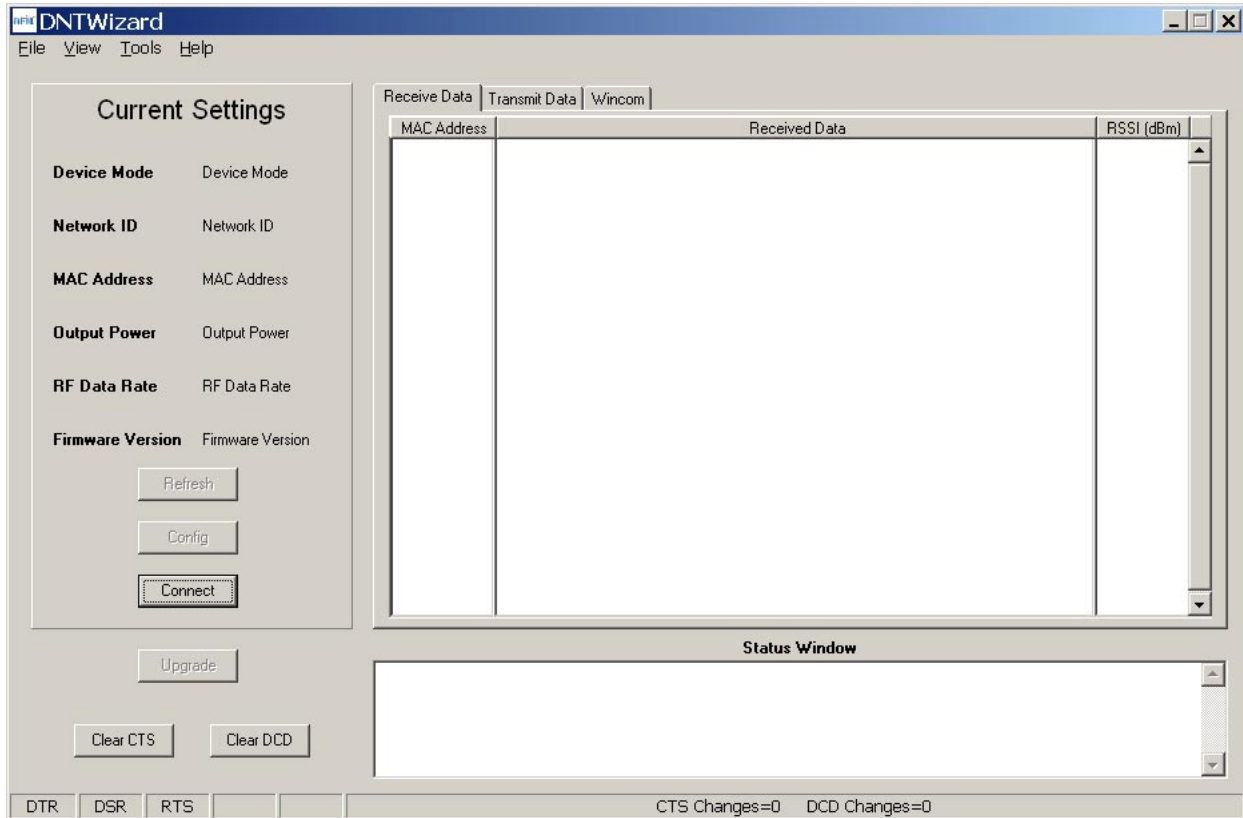 DNTWizard
File View Tools Help
Current Settings
Device Mode Device Mode
Network ID Network ID
MAC Address MAC Address
Output Power Output Power
RF Data Rate RF Data Rate
Firmware Version Firmware Version
Refresh
Config
Connect
Upgrade
Clear CTS Clear DCD
Receive Data Transmit Data Wincom
MAC Address Received Data RSSI (dBm)
Status Window
DTR DSR RTS CTS Changes=0 DCD Changes=0